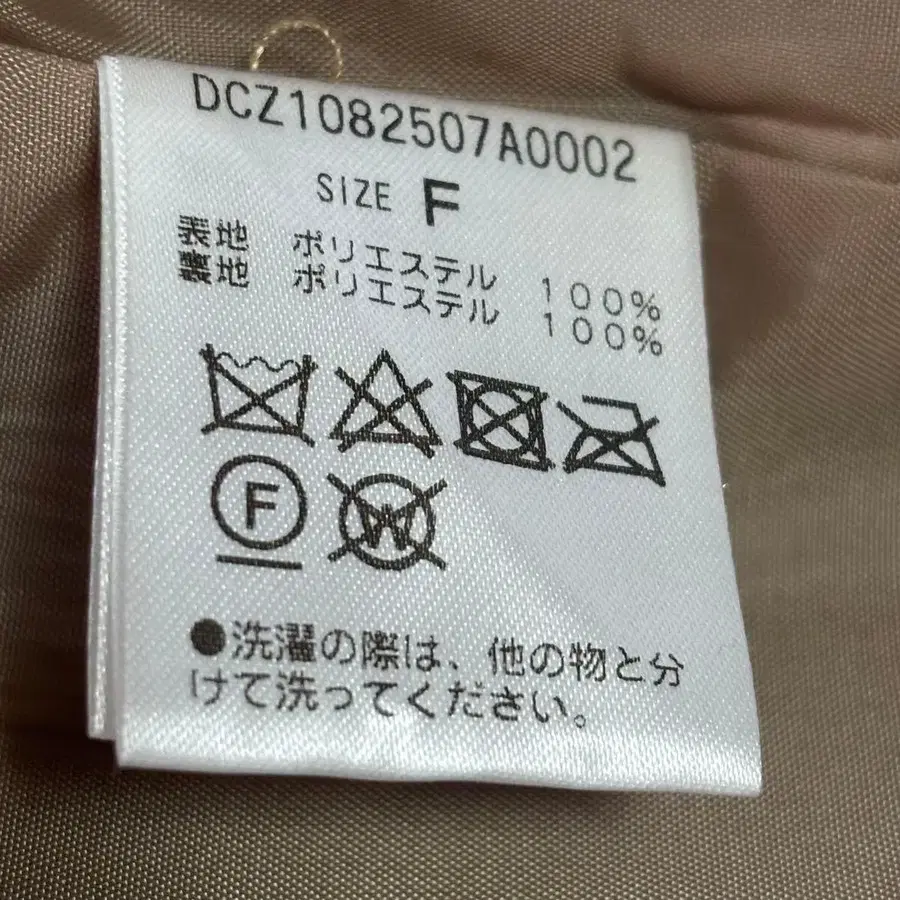 DCZ1082507A0002
SIZE F
表地 ポリエステル 100%
裏地 ポリエステル 100%
F
W
●洗濯の際は、他の物と分
けて洗ってください。